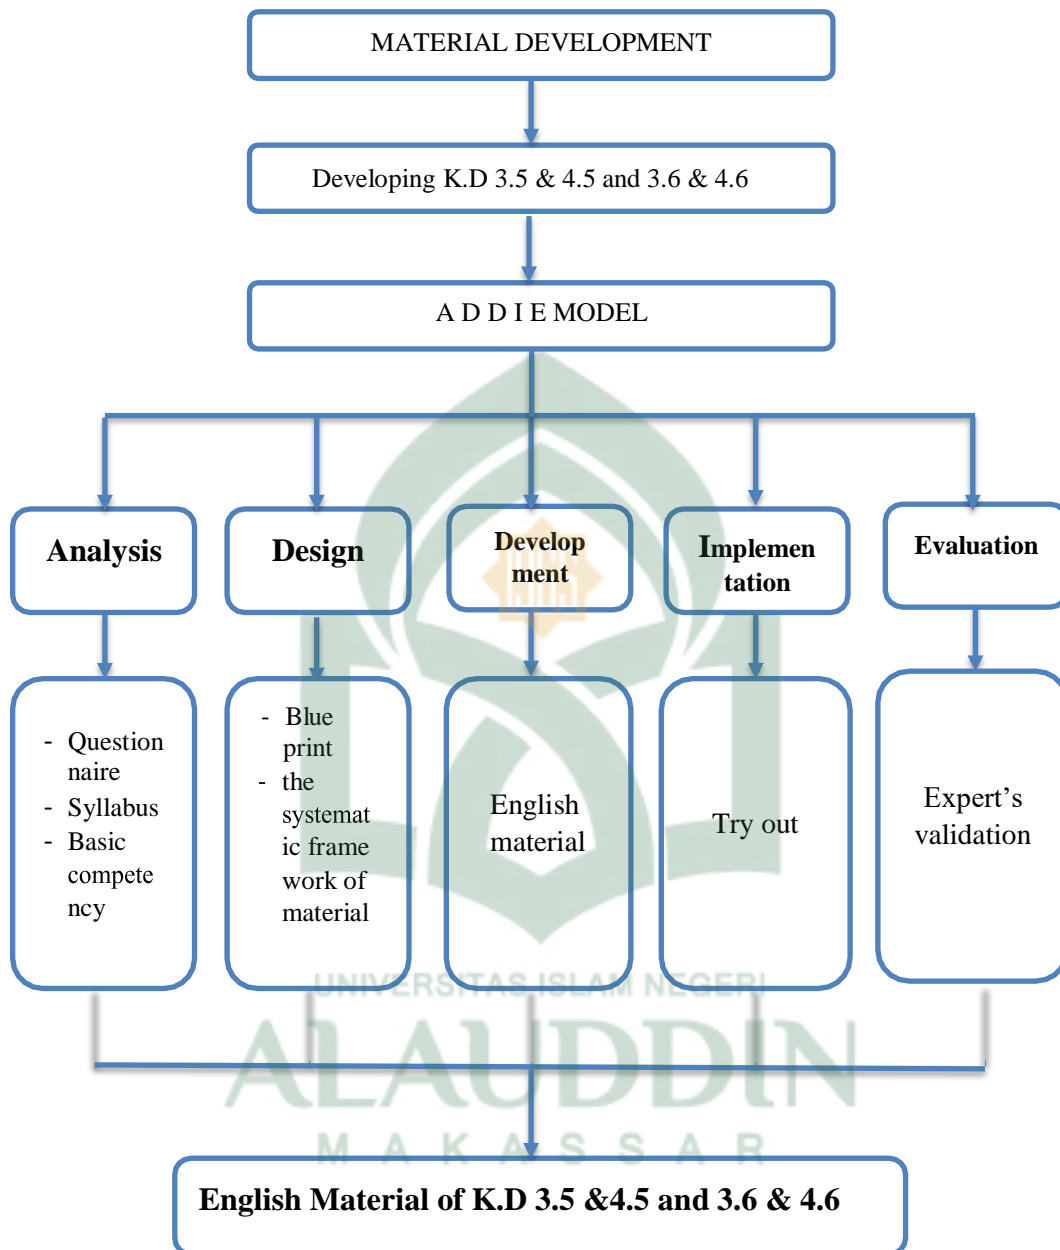 MATERIAL DEVELOPMENT
Developing K.D 3.5 & 4.5 and 3.6 & 4.6
A D D I E MODEL
Analysis
Design
Develop
ment
Implemen
tation
Evaluation
- Question
naire
- Syllabus
- Basic
compete
ncy
- Blue
print
- the
systemat
ic frame
work of
material
English
material
Try out
Expert’s
validation
UNIVERSITAS ISLAM NEGERI
ALAUDDIN
MAKASSAR
English Material of K.D 3.5 &4.5 and 3.6 & 4.6